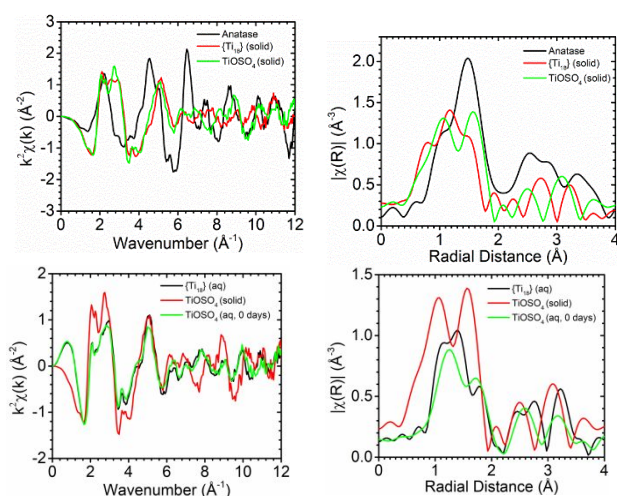 Anatase
{Ti₁₈} (solid)
TiOSO₄ (solid)
k²χ(k) (Å⁻²)
3
2
1
0
-1
-2
-3
0 2 4 6 8 10 12
Wavenumber (Å⁻¹)
Anatase
{Ti₁₈} (solid)
TiOSO₄ (solid)
|χ(R)| (Å⁻³)
2.0
1.5
1.0
0.5
0.0
0 1 2 3 4
Radial Distance (Å)
{Ti₁₈} (aq)
TiOSO₄ (solid)
TiOSO₄ (aq, 0 days)
k²χ(k) (Å⁻²)
2
1
0
-1
-2
0 2 4 6 8 10 12
Wavenumber (Å⁻¹)
{Ti₁₈} (aq)
TiOSO₄ (solid)
TiOSO₄ (aq, 0 days)
|χ(R)| (Å⁻³)
1.5
1.0
0.5
0.0
0 1 2 3 4
Radial Distance (Å)